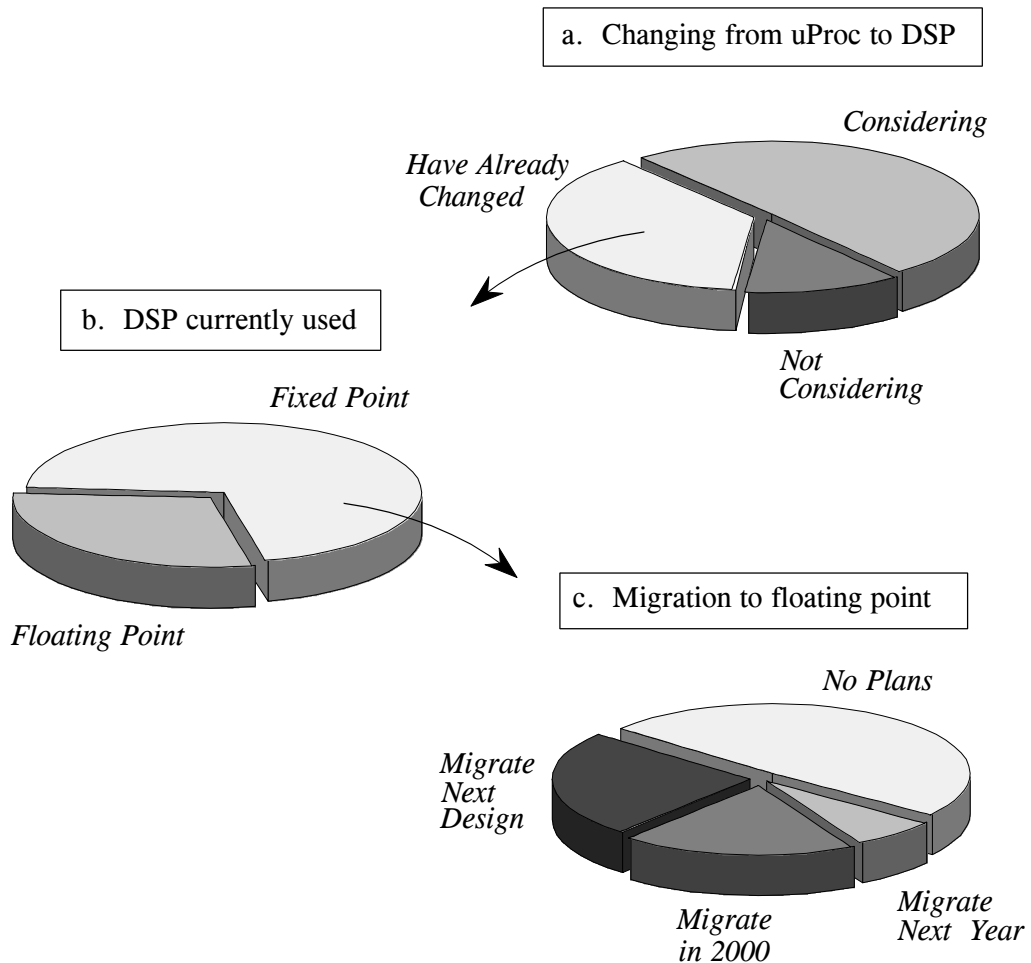 a. Changing from uProc to DSP
Considering
Have Already
Changed
Not
Considering
b. DSP currently used
Fixed Point
Floating Point
c. Migration to floating point
No Plans
Migrate
Next
Design
Migrate
in 2000
Migrate
Next Year